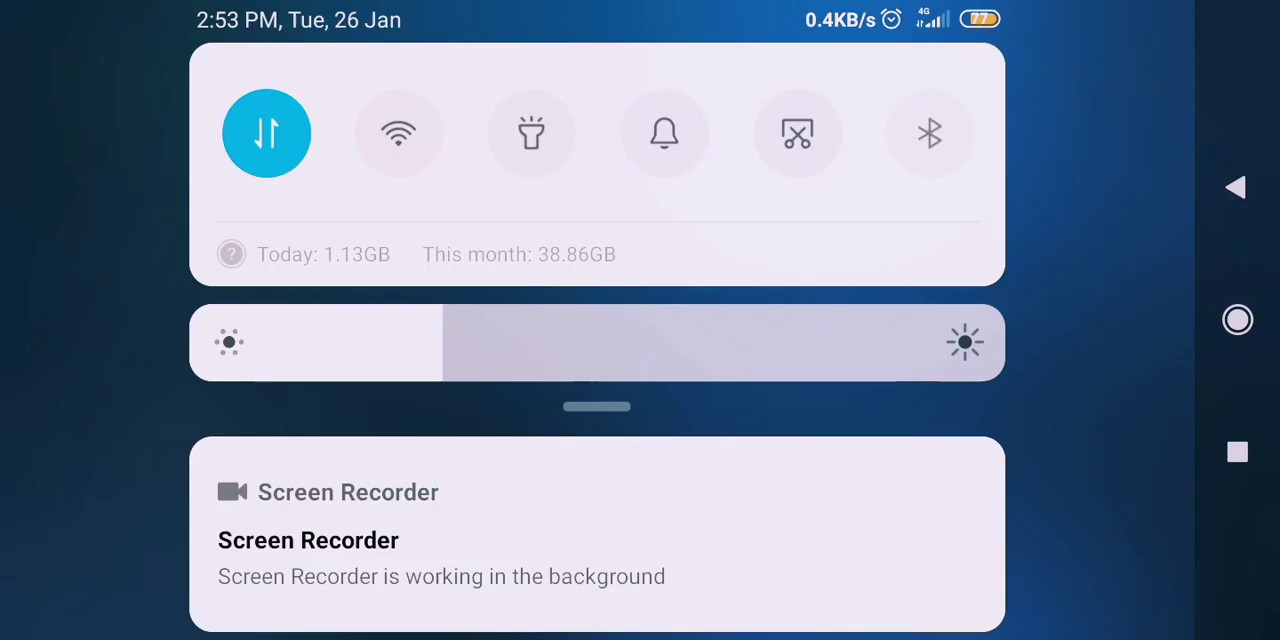 2:53 PM, Tue, 26 Jan 0.4KB/s 4G 77
? Today: 1.13GB This month: 38.86GB
Screen Recorder
Screen Recorder
Screen Recorder is working in the background